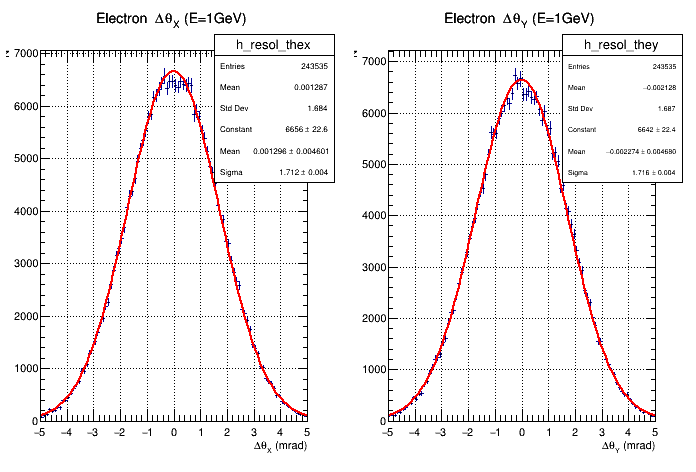 Electron Δθ_X (E=1GeV)
h_resol_thex
Entries 243535
Mean 0.001287
Std Dev 1.684
Constant 6656 ± 22.6
Mean 0.001296 ± 0.004601
Sigma 1.712 ± 0.004
7000
6000
5000
4000
3000
2000
1000
0
−5 −4 −3 −2 −1 0 1 2 3 4 5
Δθ_X (mrad)
Electron Δθ_Y (E=1GeV)
h_resol_they
Entries 243535
Mean −0.002128
Std Dev 1.687
Constant 6642 ± 22.4
Mean −0.002274 ± 0.004680
Sigma 1.716 ± 0.004
7000
6000
5000
4000
3000
2000
1000
0
−5 −4 −3 −2 −1 0 1 2 3 4 5
Δθ_Y (mrad)